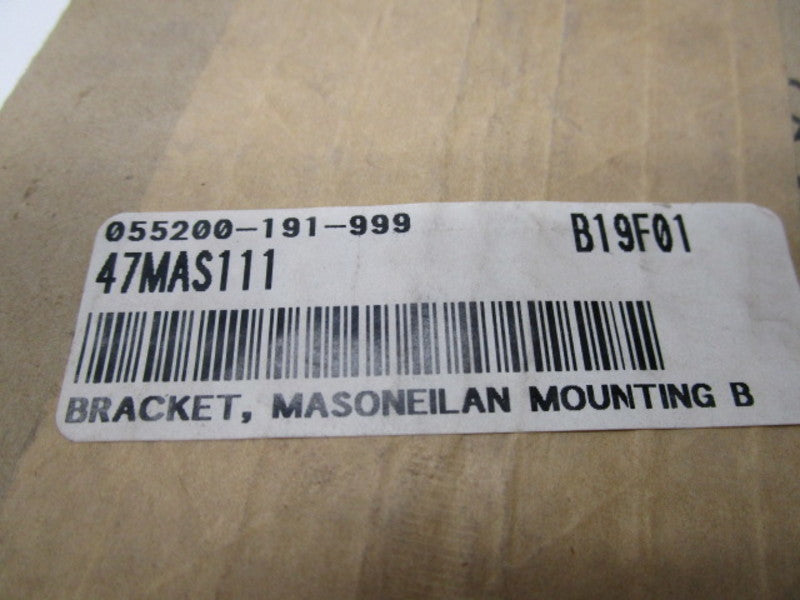 055200-191-999 B19F01
47MAS111
BRACKET, MASONEILAN MOUNTING B